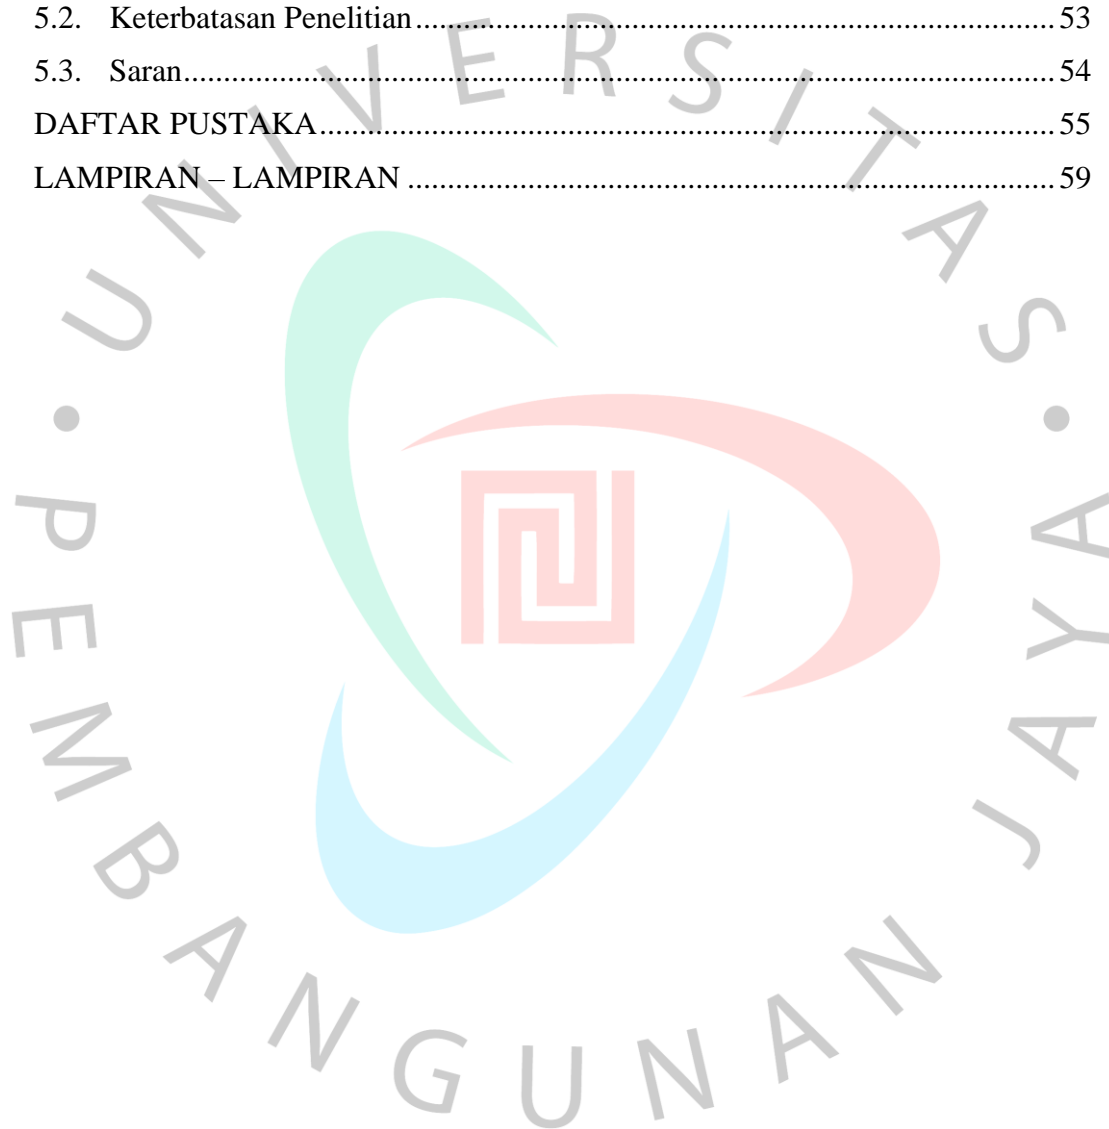 5.2. Keterbatasan Penelitian.......................................................................................53
5.3. Saran.....................................................................................................................54
DAFTAR PUSTAKA...................................................................................................55
LAMPIRAN – LAMPIRAN .......................................................................................59
UNIVERSITAS • PEMBANGUNAN JAYA •